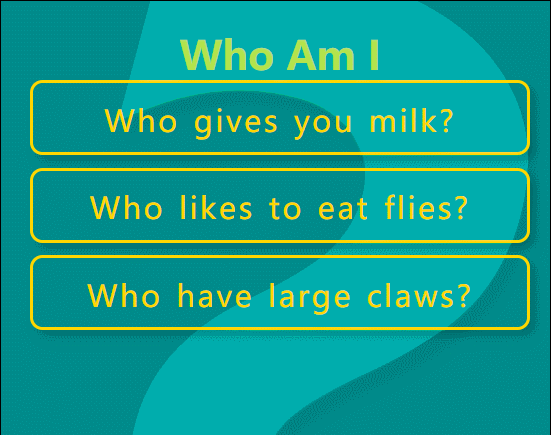 Who Am I
Who gives you milk?
Who likes to eat flies?
Who have large claws?